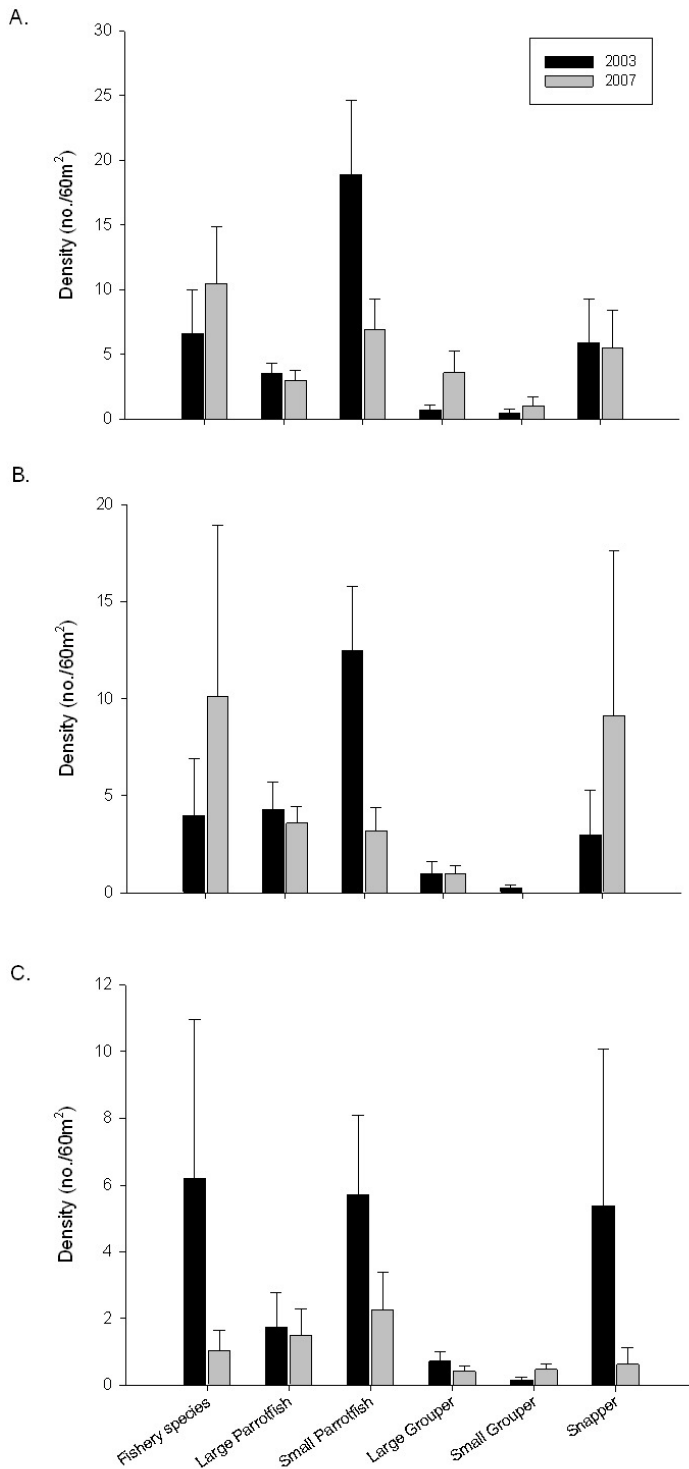 A.
30
25
20
15
10
5
0
Density (no./60m²)
2003
2007
B.
20
15
10
5
0
Density (no./60m²)
C.
12
10
8
6
4
2
0
Density (no./60m²)
Fishery species
Large Parrotfish
Small Parrotfish
Large Grouper
Small Grouper
Snapper